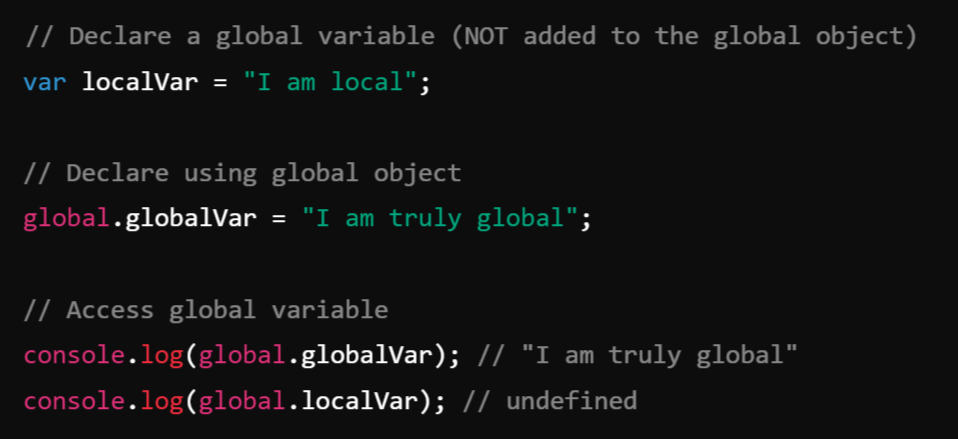 // Declare a global variable (NOT added to the global object)
var localVar = "I am local";
// Declare using global object
global.globalVar = "I am truly global";
// Access global variable
console.log(global.globalVar); // "I am truly global"
console.log(global.localVar); // undefined